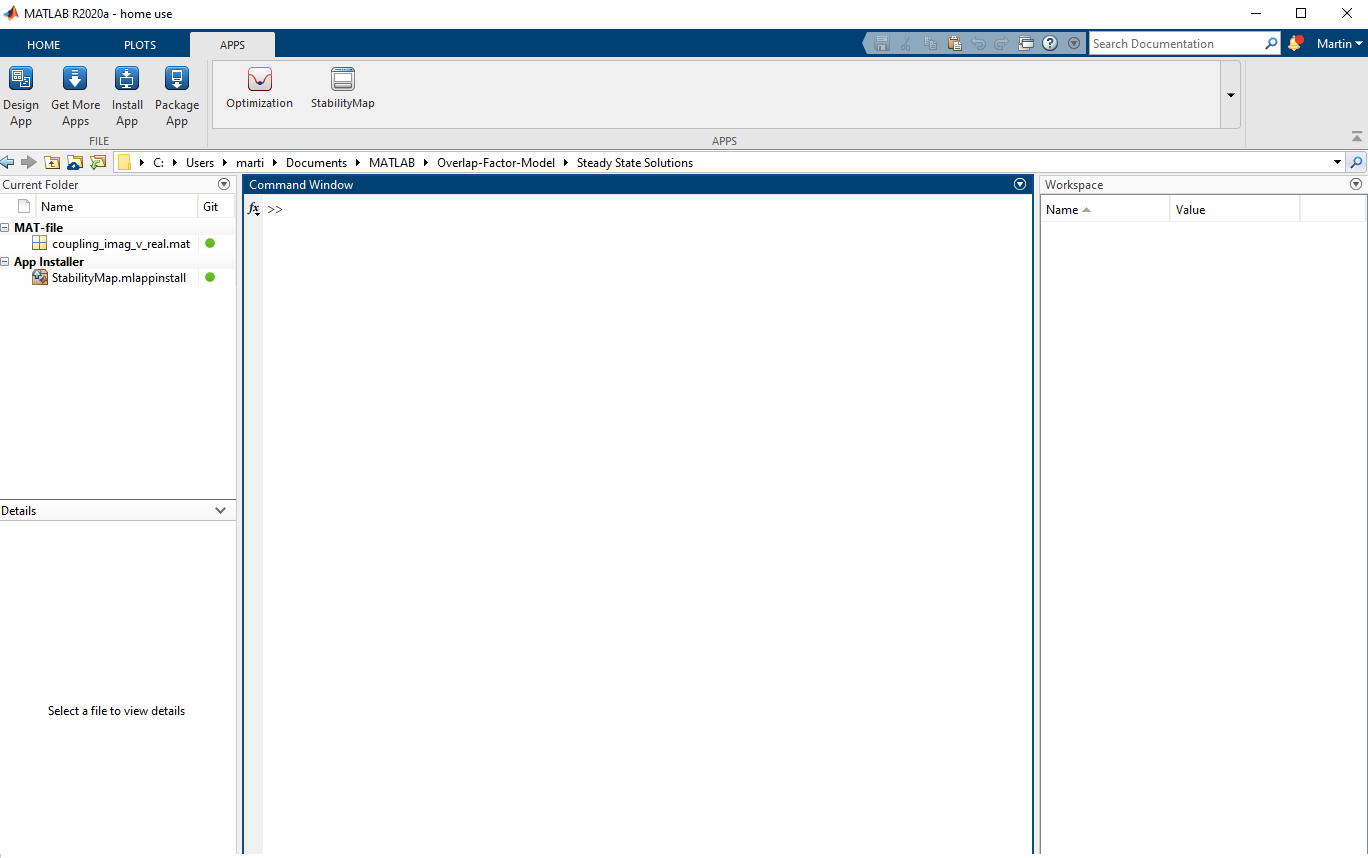 MATLAB R2020a - home use
HOME PLOTS APPS
Search Documentation Martin
Design App
Get More Apps
Install App
Package App
Optimization
StabilityMap
FILE APPS
C: Users marti Documents MATLAB Overlap-Factor-Model Steady State Solutions
Current Folder
Name Git
MAT-file
coupling_imag_v_real.mat
App Installer
StabilityMap.mlappinstall
Details
Select a file to view details
Command Window
fx >>
Workspace
Name Value